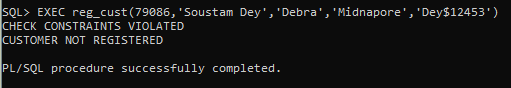 SQL> EXEC reg_cust(79086,'Soustam Dey','Debra','Midnapore','Dey$12453')
CHECK CONSTRAINTS VIOLATED
CUSTOMER NOT REGISTERED
PL/SQL procedure successfully completed.